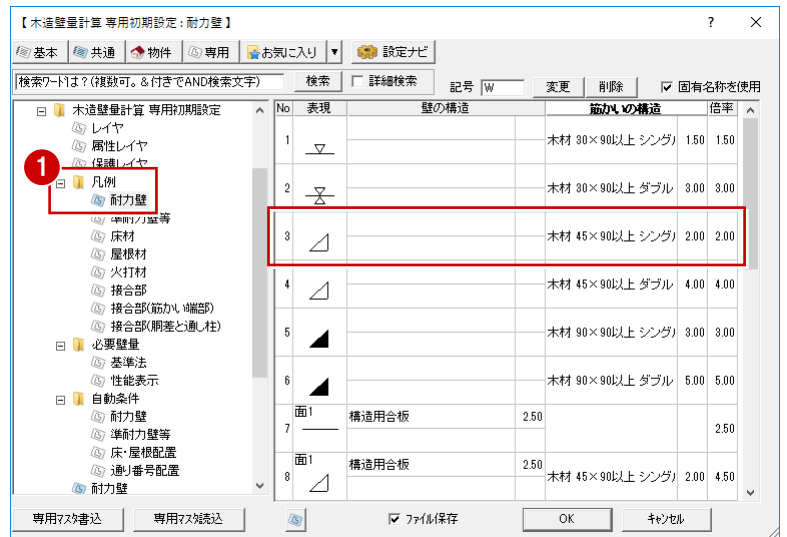 【 木造壁量計算 専用初期設定 : 耐力壁 】 ? ×
基本 共通 物件 専用 お気に入り ▼ 設定ナビ
検索ワードは？(複数可。＆付きでAND検索文字) 検索 詳細検索 記号 W 変更 削除 固有名称を使用
木造壁量計算 専用初期設定
レイヤ
属性レイヤ
保護レイヤ
1
凡例
耐力壁
準耐力壁等
床材
屋根材
火打材
接合部
接合部(筋かい端部)
接合部(胴差と通し柱)
必要壁量
基準法
性能表示
自動条件
耐力壁
準耐力壁等
床・屋根配置
通り番号配置
耐力壁
No 表現 壁の構造 筋かいの構造 倍率
1 木材 30×90以上 シングル 1.50 1.50
2 木材 30×90以上 ダブル 3.00 3.00
3 木材 45×90以上 シングル 2.00 2.00
4 木材 45×90以上 ダブル 4.00 4.00
5 木材 90×90以上 シングル 3.00 3.00
6 木材 90×90以上 ダブル 5.00 5.00
7 面1 構造用合板 2.50 2.50
8 面1 構造用合板 2.50 木材 45×90以上 シングル 2.00 4.50
専用マスタ書込 専用マスタ読込 ファイル保存 OK キャンセル